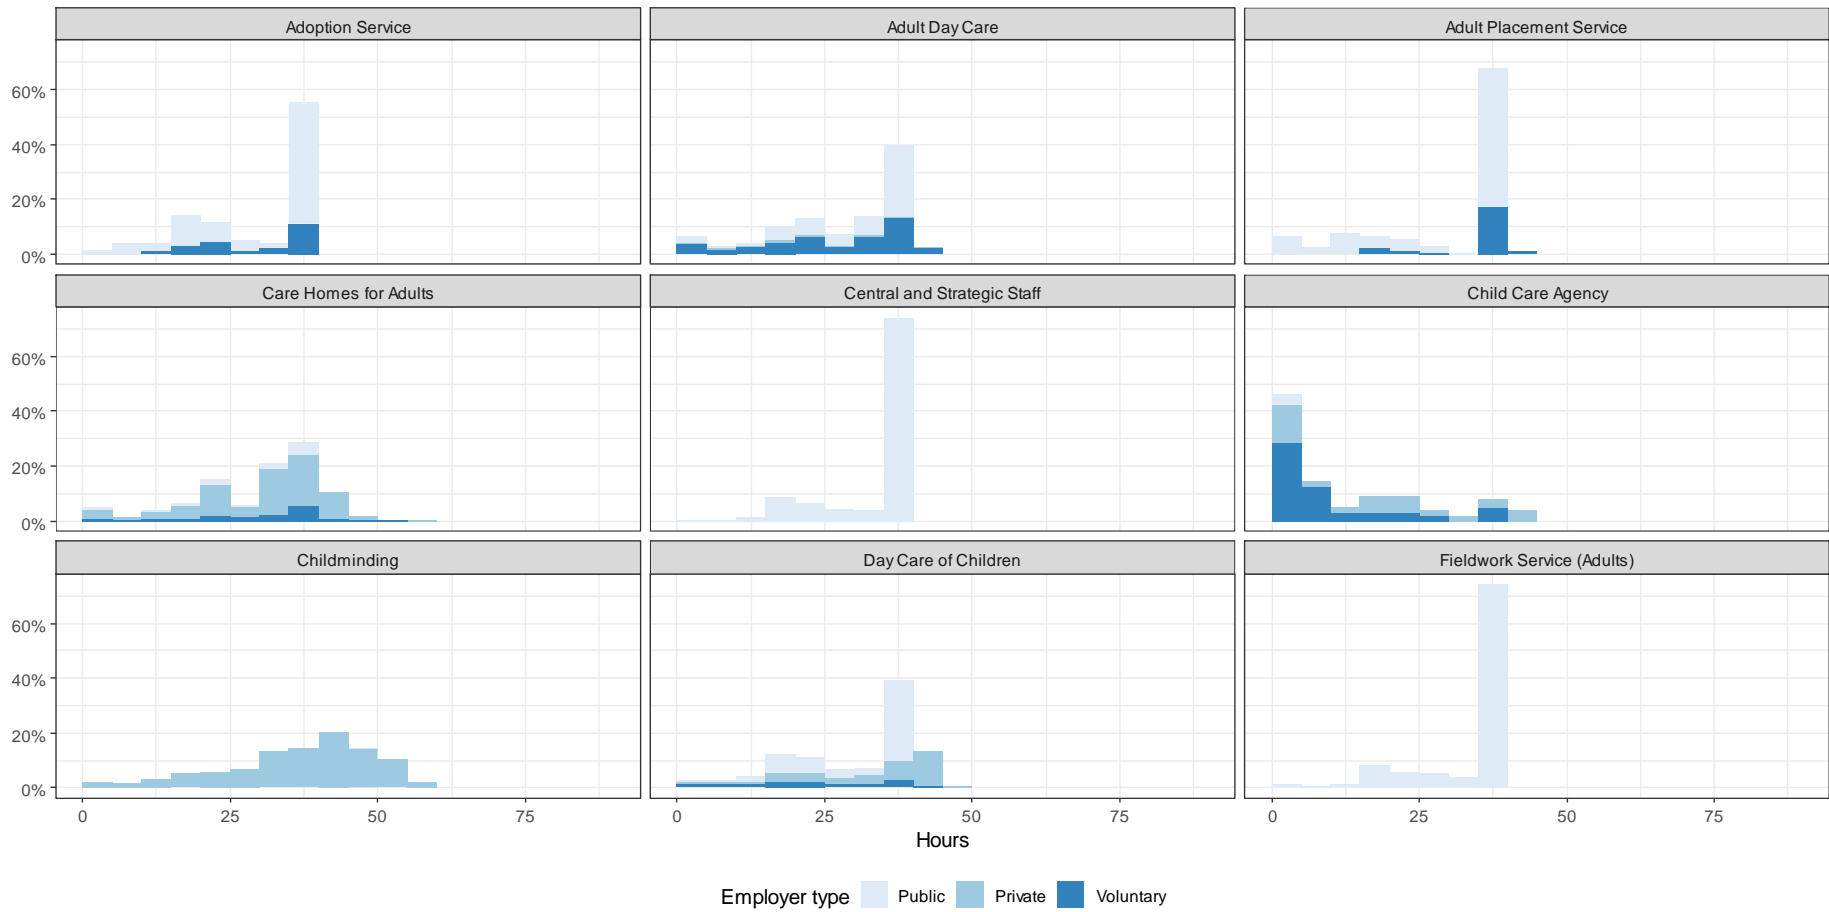 Adoption Service
Adult Day Care
Adult Placement Service
60%
40%
20%
0%
Care Homes for Adults
Central and Strategic Staff
Child Care Agency
60%
40%
20%
0%
Childminding
Day Care of Children
Fieldwork Service (Adults)
60%
40%
20%
0%
0 25 50 75
0 25 50 75
0 25 50 75
Hours
Employer type Public Private Voluntary